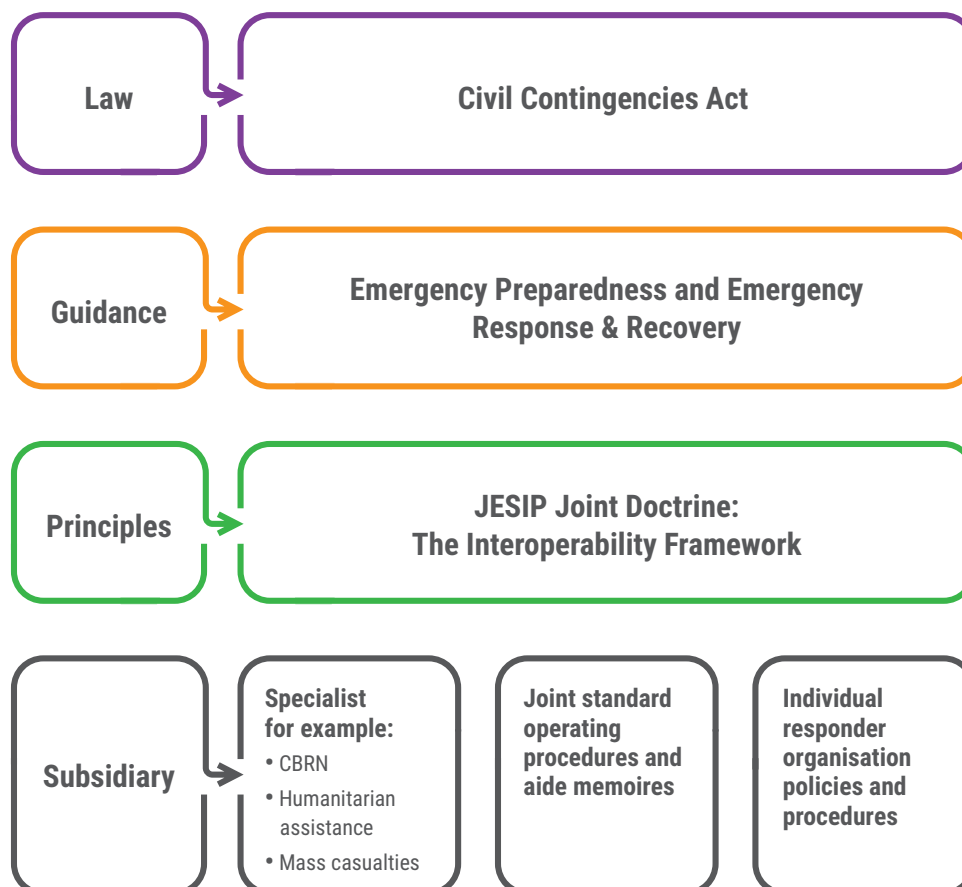 Law
Civil Contingencies Act
Guidance
Emergency Preparedness and Emergency
Response & Recovery
Principles
JESIP Joint Doctrine:
The Interoperability Framework
Subsidiary
Specialist
for example:
• CBRN
• Humanitarian
assistance
• Mass casualties
Joint standard
operating
procedures and
aide memoires
Individual
responder
organisation
policies and
procedures